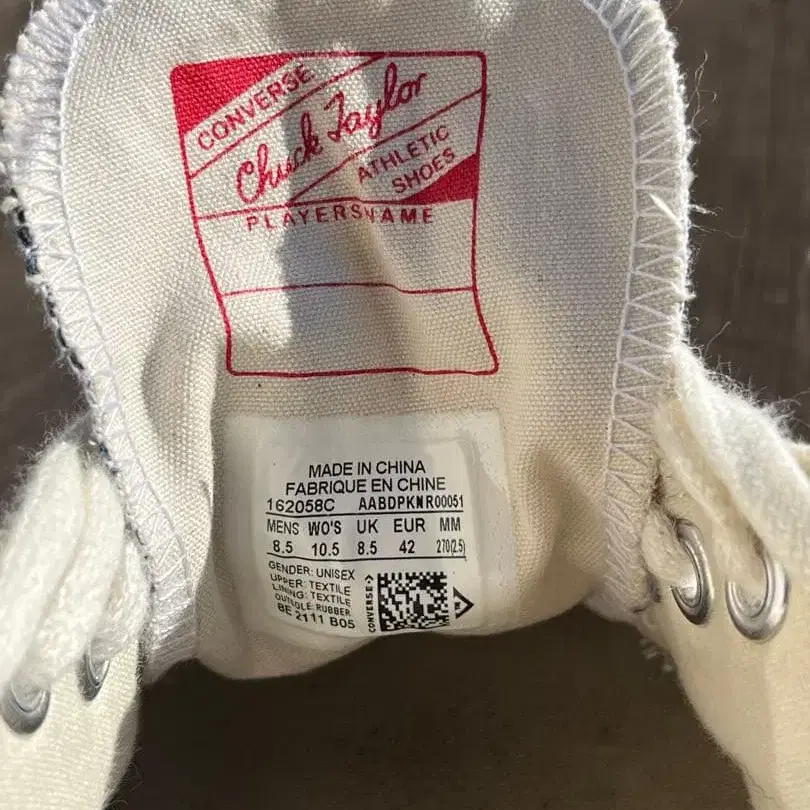 CONVERSE
Chuck Taylor
ATHLETIC
SHOES
PLAYERS NAME
MADE IN CHINA
FABRIQUE EN CHINE
162058C AABDPKNR00051
MENS WO'S UK EUR MM
8.5 10.5 8.5 42 270(2.5)
GENDER: UNISEX
UPPER: TEXTILE
LINING: TEXTILE
OUTSOLE: RUBBER
BE 2111 B05
CONVERSE